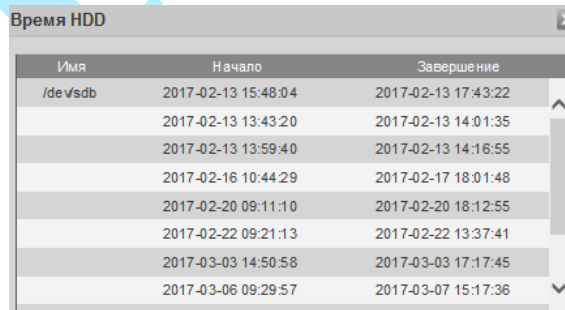 Время HDD
Имя Начало Завершение
/dev/sdb 2017-02-13 15:48:04 2017-02-13 17:43:22
2017-02-13 13:43:20 2017-02-13 14:01:35
2017-02-13 13:59:40 2017-02-13 14:16:55
2017-02-16 10:44:29 2017-02-17 18:01:48
2017-02-20 09:11:10 2017-02-20 18:12:55
2017-02-22 09:21:13 2017-02-22 13:37:41
2017-03-03 14:50:58 2017-03-03 17:17:45
2017-03-06 09:29:57 2017-03-07 15:17:36